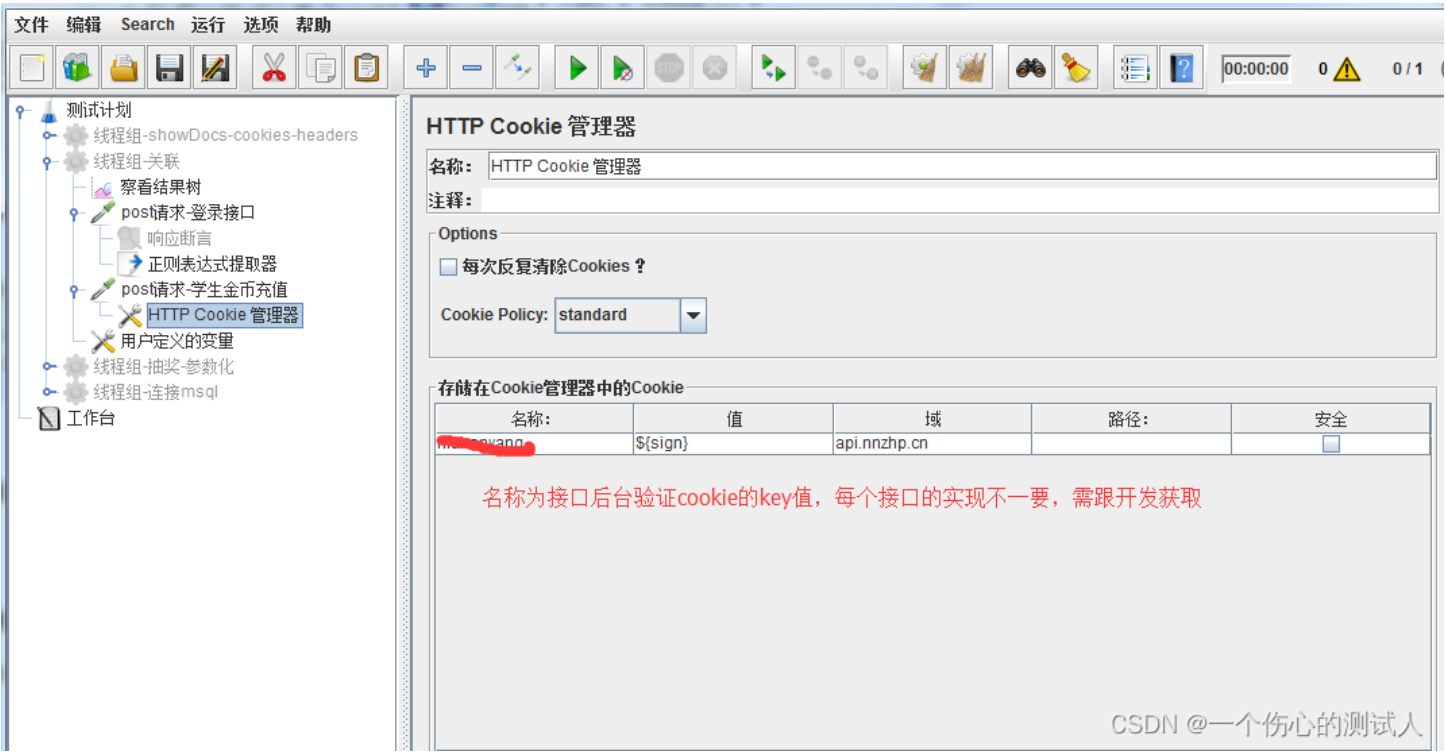 文件 编辑 Search 运行 选项 帮助
STOP
00:00:00 0 0 / 1
测试计划
线程组-showDocs-cookies-headers
线程组-关联
察看结果树
post请求-登录接口
响应断言
正则表达式提取器
post请求-学生金币充值
HTTP Cookie 管理器
用户定义的变量
线程组-抽奖-参数化
线程组-连接msql
工作台
HTTP Cookie 管理器
名称： HTTP Cookie 管理器
注释：
Options
每次反复清除Cookies ？
Cookie Policy: standard
存储在Cookie管理器中的Cookie
名称： 值 域 路径： 安全
${sign} api.nnzhp.cn
名称为接口后台验证cookie的key值，每个接口的实现不一要，需跟开发获取
CSDN @一个伤心的测试人